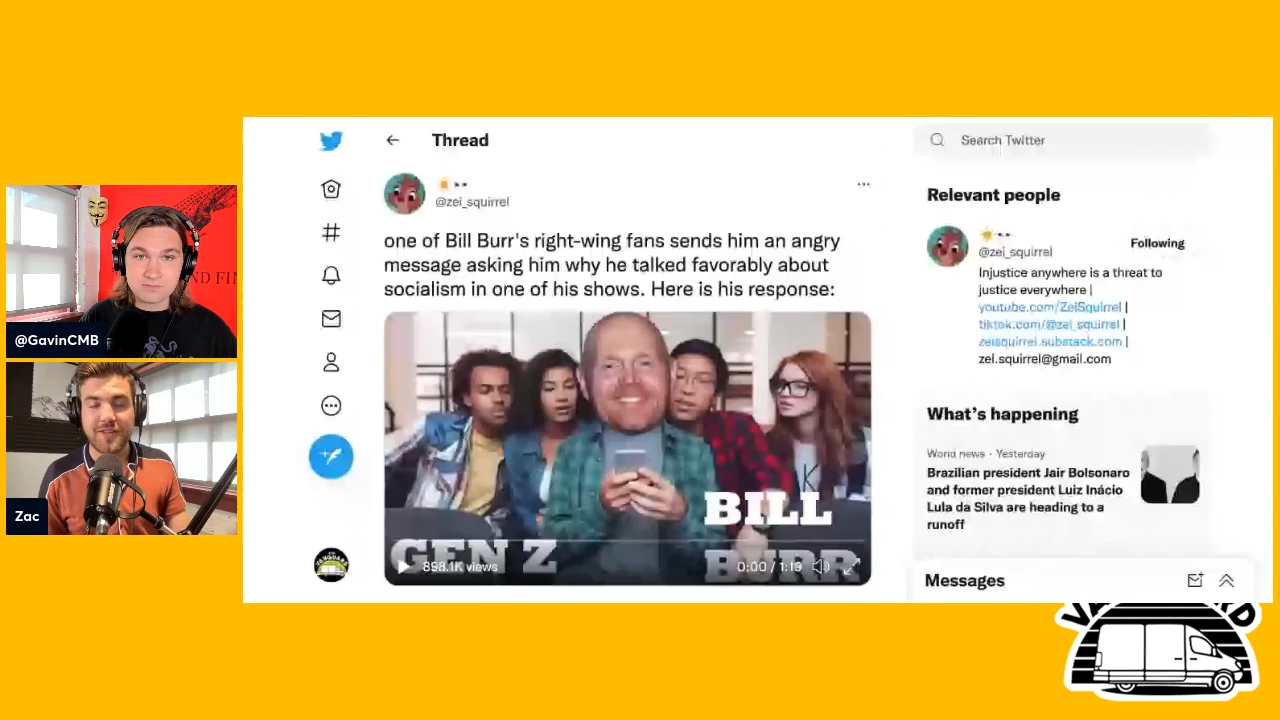 Thread
@zei_squirrel
one of Bill Burr's right-wing fans sends him an angry
message asking him why he talked favorably about
socialism in one of his shows. Here is his response:
GEN Z
BILL
BURR
898.1K views
0:00 / 1:19
Search Twitter
Relevant people
@zei_squirrel
Following
Injustice anywhere is a threat to
justice everywhere |
youtube.com/ZeiSquirrel |
tiktok.com/@zei_squirrel |
zeisquirrel.substack.com |
zei.squirrel@gmail.com
What's happening
World news · Yesterday
Brazilian president Jair Bolsonaro
and former president Luiz Inácio
Lula da Silva are heading to a
runoff
Messages
@GavinCMB
Zac